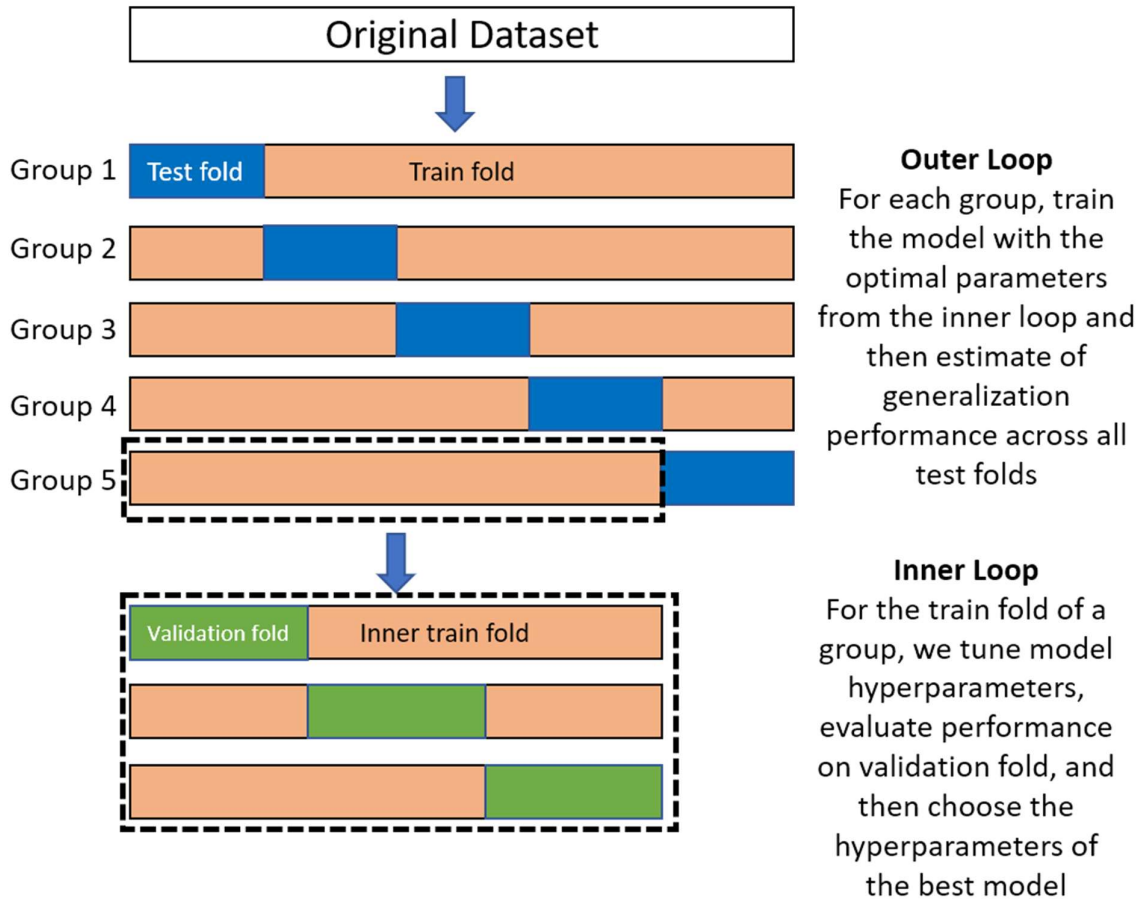 Original Dataset
Group 1
Test fold
Train fold
Group 2
Group 3
Group 4
Group 5
Outer Loop
For each group, train
the model with the
optimal parameters
from the inner loop and
then estimate of
generalization
performance across all
test folds
Validation fold
Inner train fold
Inner Loop
For the train fold of a
group, we tune model
hyperparameters,
evaluate performance
on validation fold, and
then choose the
hyperparameters of
the best model